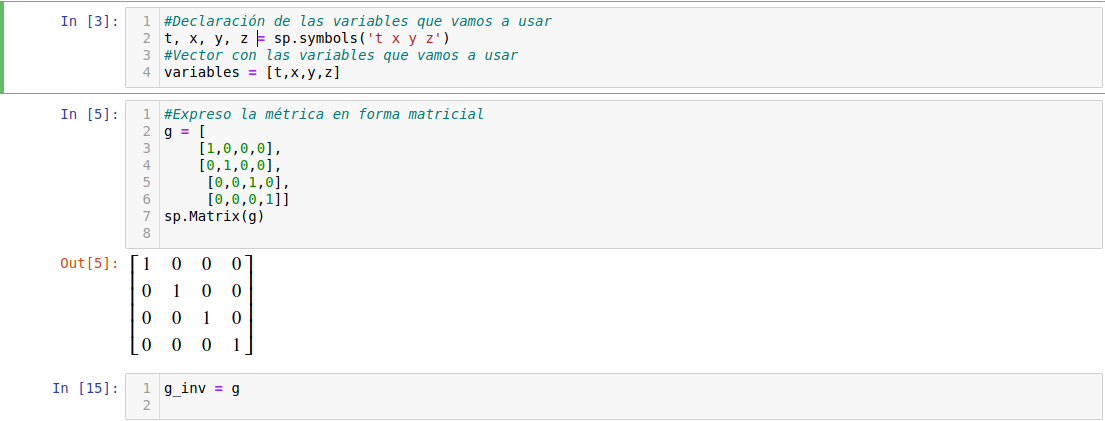 In [3]:
1 #Declaración de las variables que vamos a usar
2 t, x, y, z = sp.symbols('t x y z')
3 #Vector con las variables que vamos a usar
4 variables = [t,x,y,z]
In [5]:
1 #Expreso la métrica en forma matricial
2 g = [
3     [1,0,0,0],
4     [0,1,0,0],
5      [0,0,1,0],
6      [0,0,0,1]]
7 sp.Matrix(g)
8
Out[5]:
1 0 0 0
0 1 0 0
0 0 1 0
0 0 0 1
In [15]:
1 g_inv = g
2